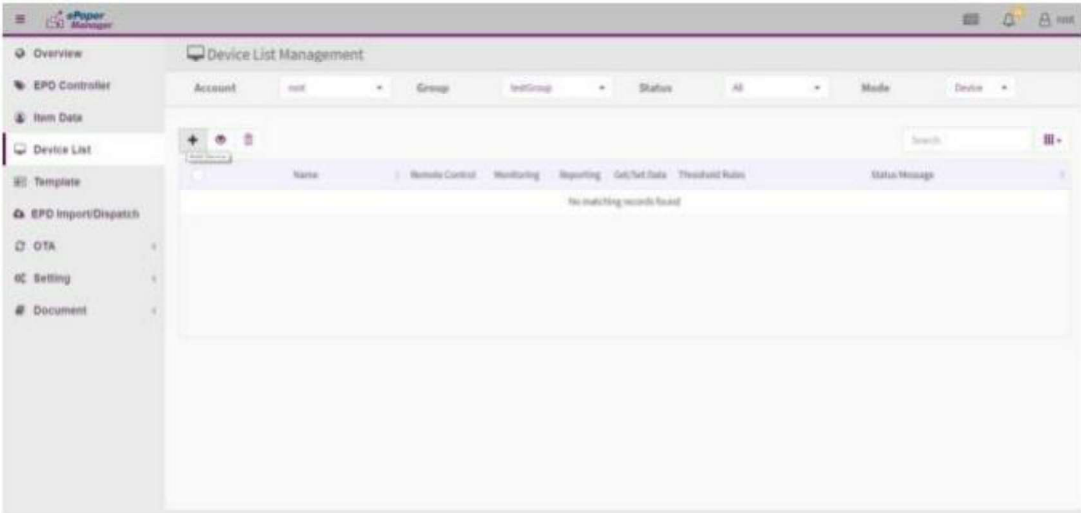 ePaper
Manager
root
Overview
Device List Management
EPD Controller
Account root Group testGroup Status All Mode Device
Item Data
Device List
Search
Add Device
Name Remote Control Monitoring Reporting Get/Set Data Threshold Rules Status Message
Template
No matching records found
EPD Import/Dispatch
OTA
Setting
Document